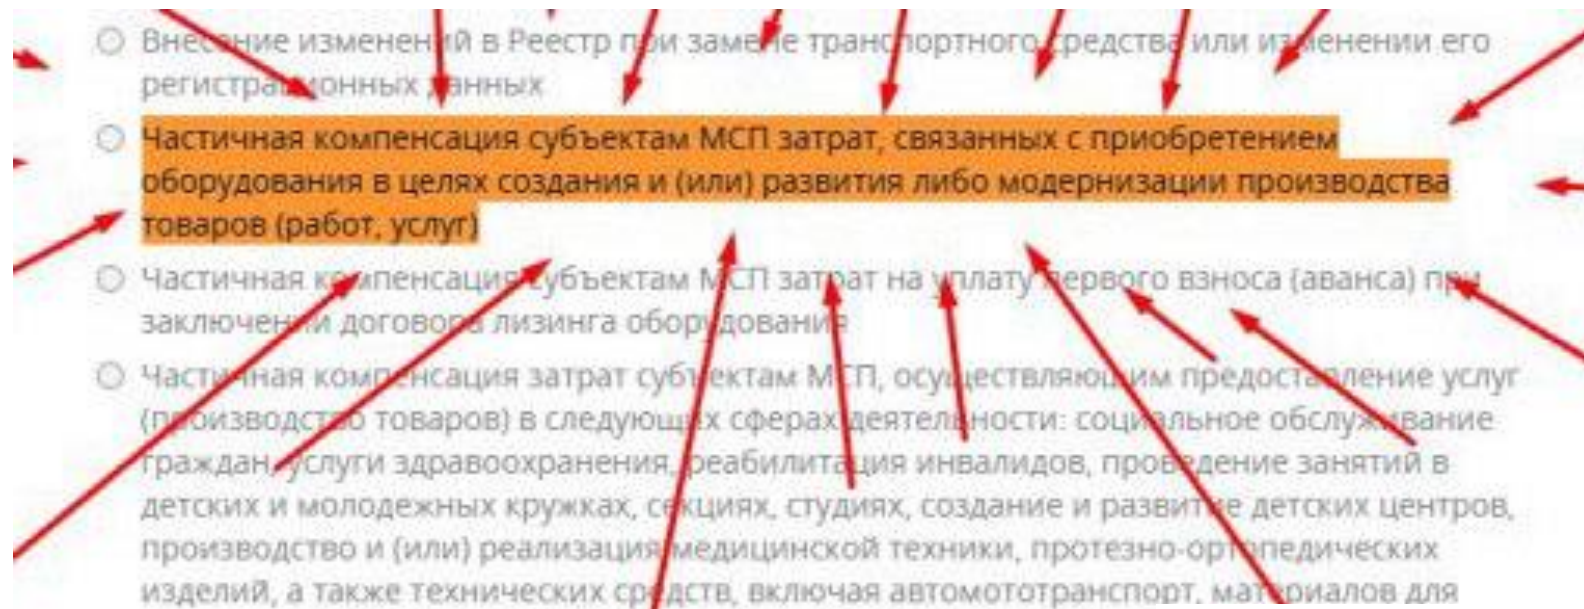 Внесение изменений в Реестр при замене транспортного средства или изменении его
регистрационных данных
Частичная компенсация субъектам МСП затрат, связанных с приобретением
оборудования в целях создания и (или) развития либо модернизации производства
товаров (работ, услуг)
Частичная компенсация субъектам МСП затрат на уплату первого взноса (аванса) при
заключении договора лизинга оборудования
Частичная компенсация затрат субъектам МСП, осуществляющим предоставление услуг
(производство товаров) в следующих сферах деятельности: социальное обслуживание
граждан, услуги здравоохранения, реабилитация инвалидов, проведение занятий в
детских и молодежных кружках, секциях, студиях, создание и развитие детских центров,
производство и (или) реализация медицинской техники, протезно-ортопедических
изделий, а также технических средств, включая автомототранспорт, материалов для